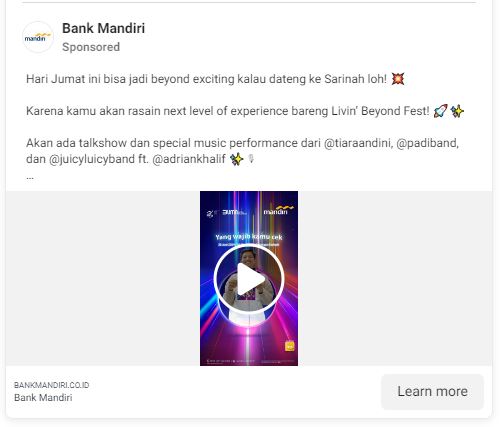 Bank Mandiri
Sponsored
mandiri
Hari Jumat ini bisa jadi beyond exciting kalau dateng ke Sarinah loh! 💥
Karena kamu akan rasain next level of experience bareng Livin' Beyond Fest! 🚀✨
Akan ada talkshow dan special music performance dari @tiaraandini, @padiband,
dan @juicyluicyband ft. @adriankhalif ✨🎙
...
BUMN mandiri
Yang wajib kamu cek
BANKMANDIRI.CO.ID
Bank Mandiri
Learn more